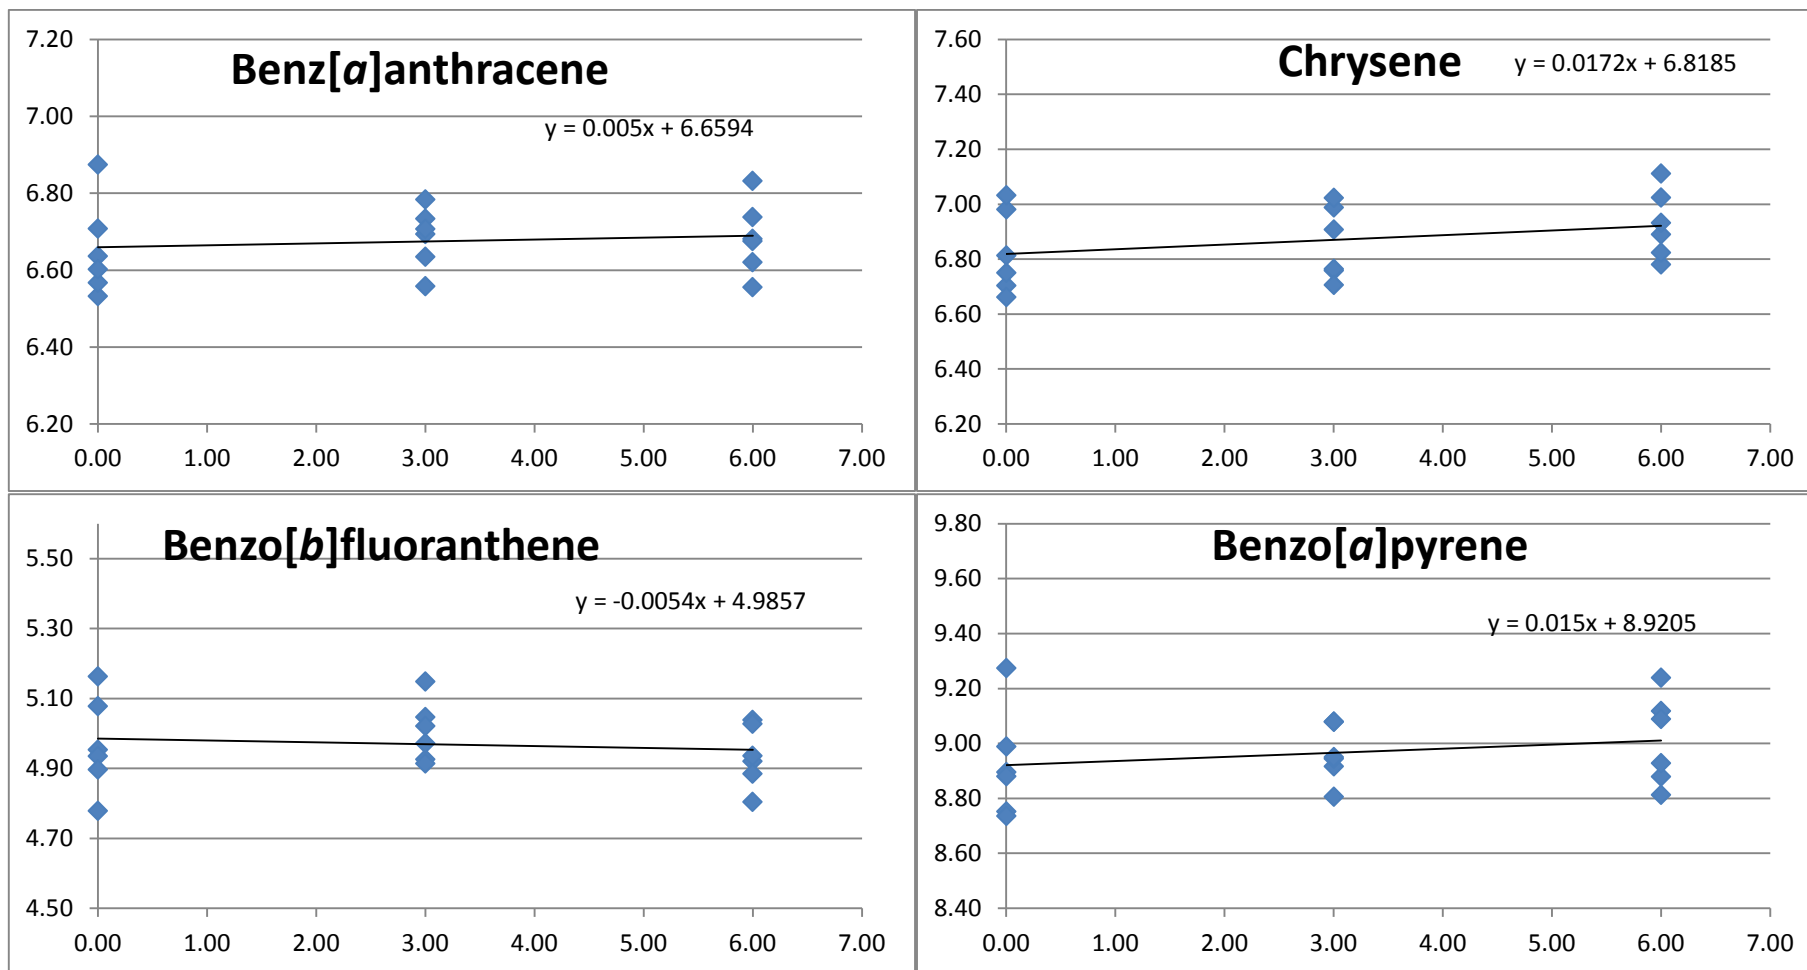 Benz[a]anthracene
y = 0.005x + 6.6594
7.20
7.00
6.80
6.60
6.40
6.20
0.00 1.00 2.00 3.00 4.00 5.00 6.00 7.00
Chrysene
y = 0.0172x + 6.8185
7.60
7.40
7.20
7.00
6.80
6.60
6.40
6.20
0.00 1.00 2.00 3.00 4.00 5.00 6.00 7.00
Benzo[b]fluoranthene
y = -0.0054x + 4.9857
5.50
5.30
5.10
4.90
4.70
4.50
0.00 1.00 2.00 3.00 4.00 5.00 6.00 7.00
Benzo[a]pyrene
y = 0.015x + 8.9205
9.80
9.60
9.40
9.20
9.00
8.80
8.60
8.40
0.00 1.00 2.00 3.00 4.00 5.00 6.00 7.00